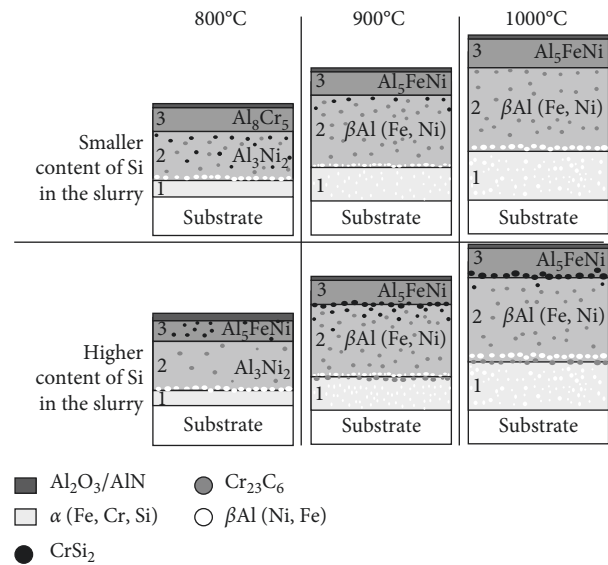 800°C
900°C
1000°C
Smaller
content of Si
in the slurry
3 Al₈Cr₅
2 Al₃Ni₂
1
Substrate
3 Al₅FeNi
2 βAl (Fe, Ni)
1
Substrate
3 Al₅FeNi
2 βAl (Fe, Ni)
1
Substrate
Higher
content of Si
in the slurry
3 Al₅FeNi
2 Al₃Ni₂
1
Substrate
3 Al₅FeNi
2 βAl (Fe, Ni)
1
Substrate
3 Al₅FeNi
2 βAl (Fe, Ni)
1
Substrate
Al₂O₃/AlN
Cr₂₃C₆
α (Fe, Cr, Si)
βAl (Ni, Fe)
CrSi₂